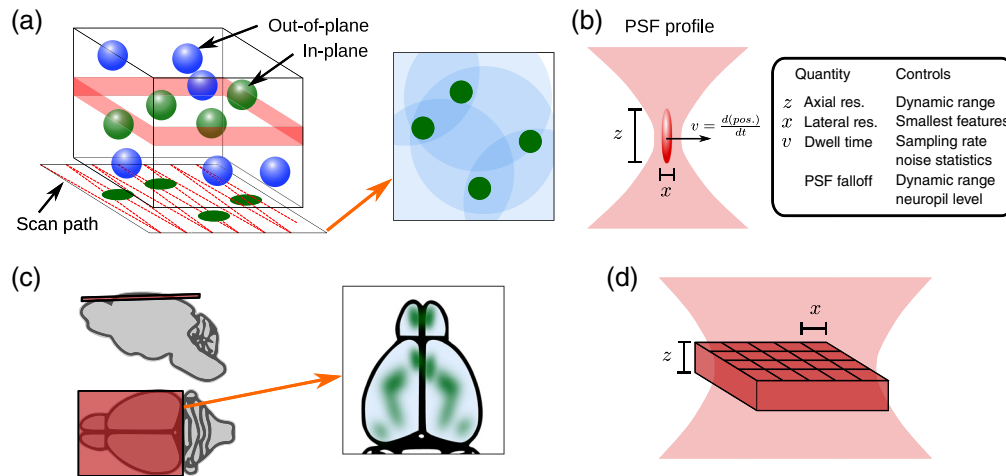 (a)
Out-of-plane
In-plane
Scan path
(b)
PSF profile
z
x
v = d(pos.)/dt
Quantity Controls
z Axial res. Dynamic range
x Lateral res. Smallest features
v Dwell time Sampling rate
noise statistics
PSF falloff Dynamic range
neuropil level
(c)
(d)
x
z